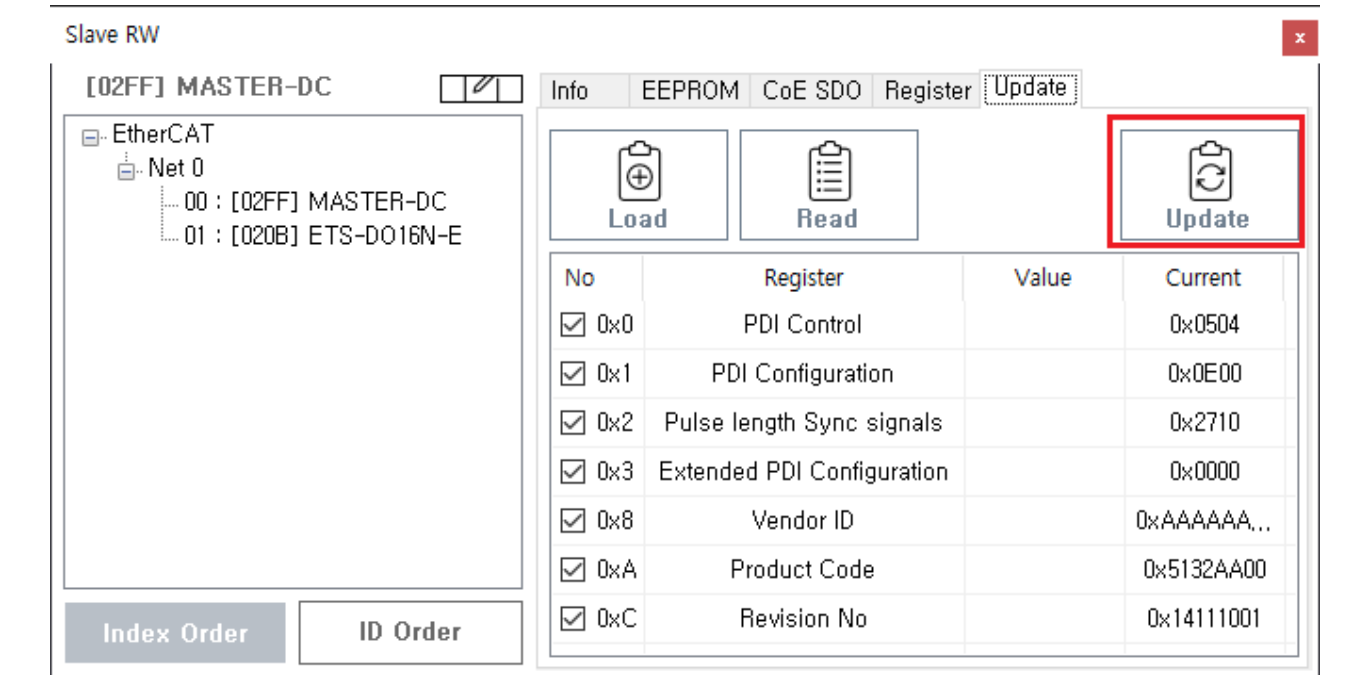 Slave RW
x
[02FF] MASTER-DC
Info EEPROM CoE SDO Register Update
EtherCAT
Net 0
00 : [02FF] MASTER-DC
01 : [020B] ETS-DO16N-E
Load Read Update
No Register Value Current
0x0 PDI Control 0x0504
0x1 PDI Configuration 0x0E00
0x2 Pulse length Sync signals 0x2710
0x3 Extended PDI Configuration 0x0000
0x8 Vendor ID 0xAAAAAA...
0xA Product Code 0x5132AA00
0xC Revision No 0x14111001
Index Order ID Order